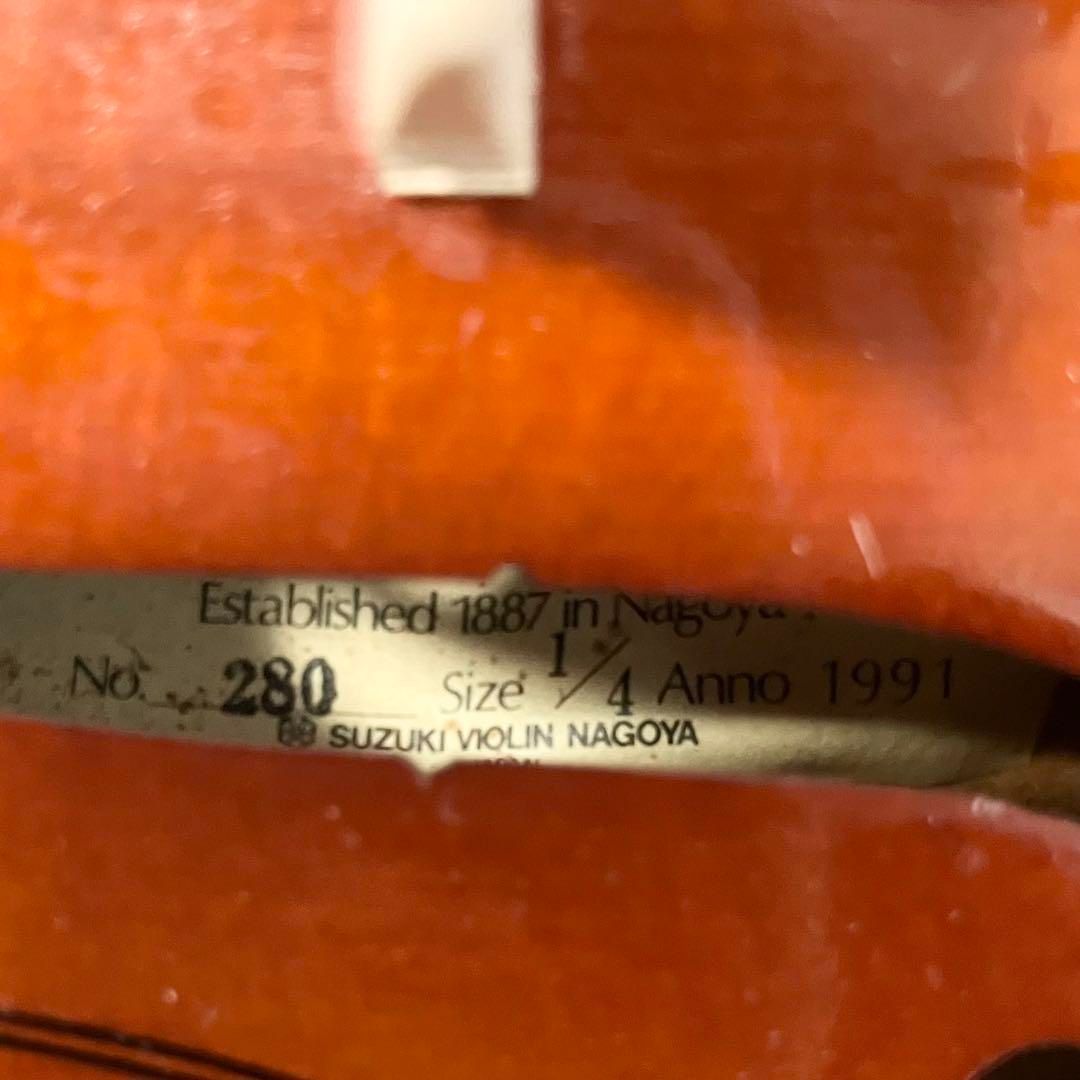 Established 1887 in Nagoya
No. 280 Size 1/4 Anno 1991
SUZUKI VIOLIN NAGOYA